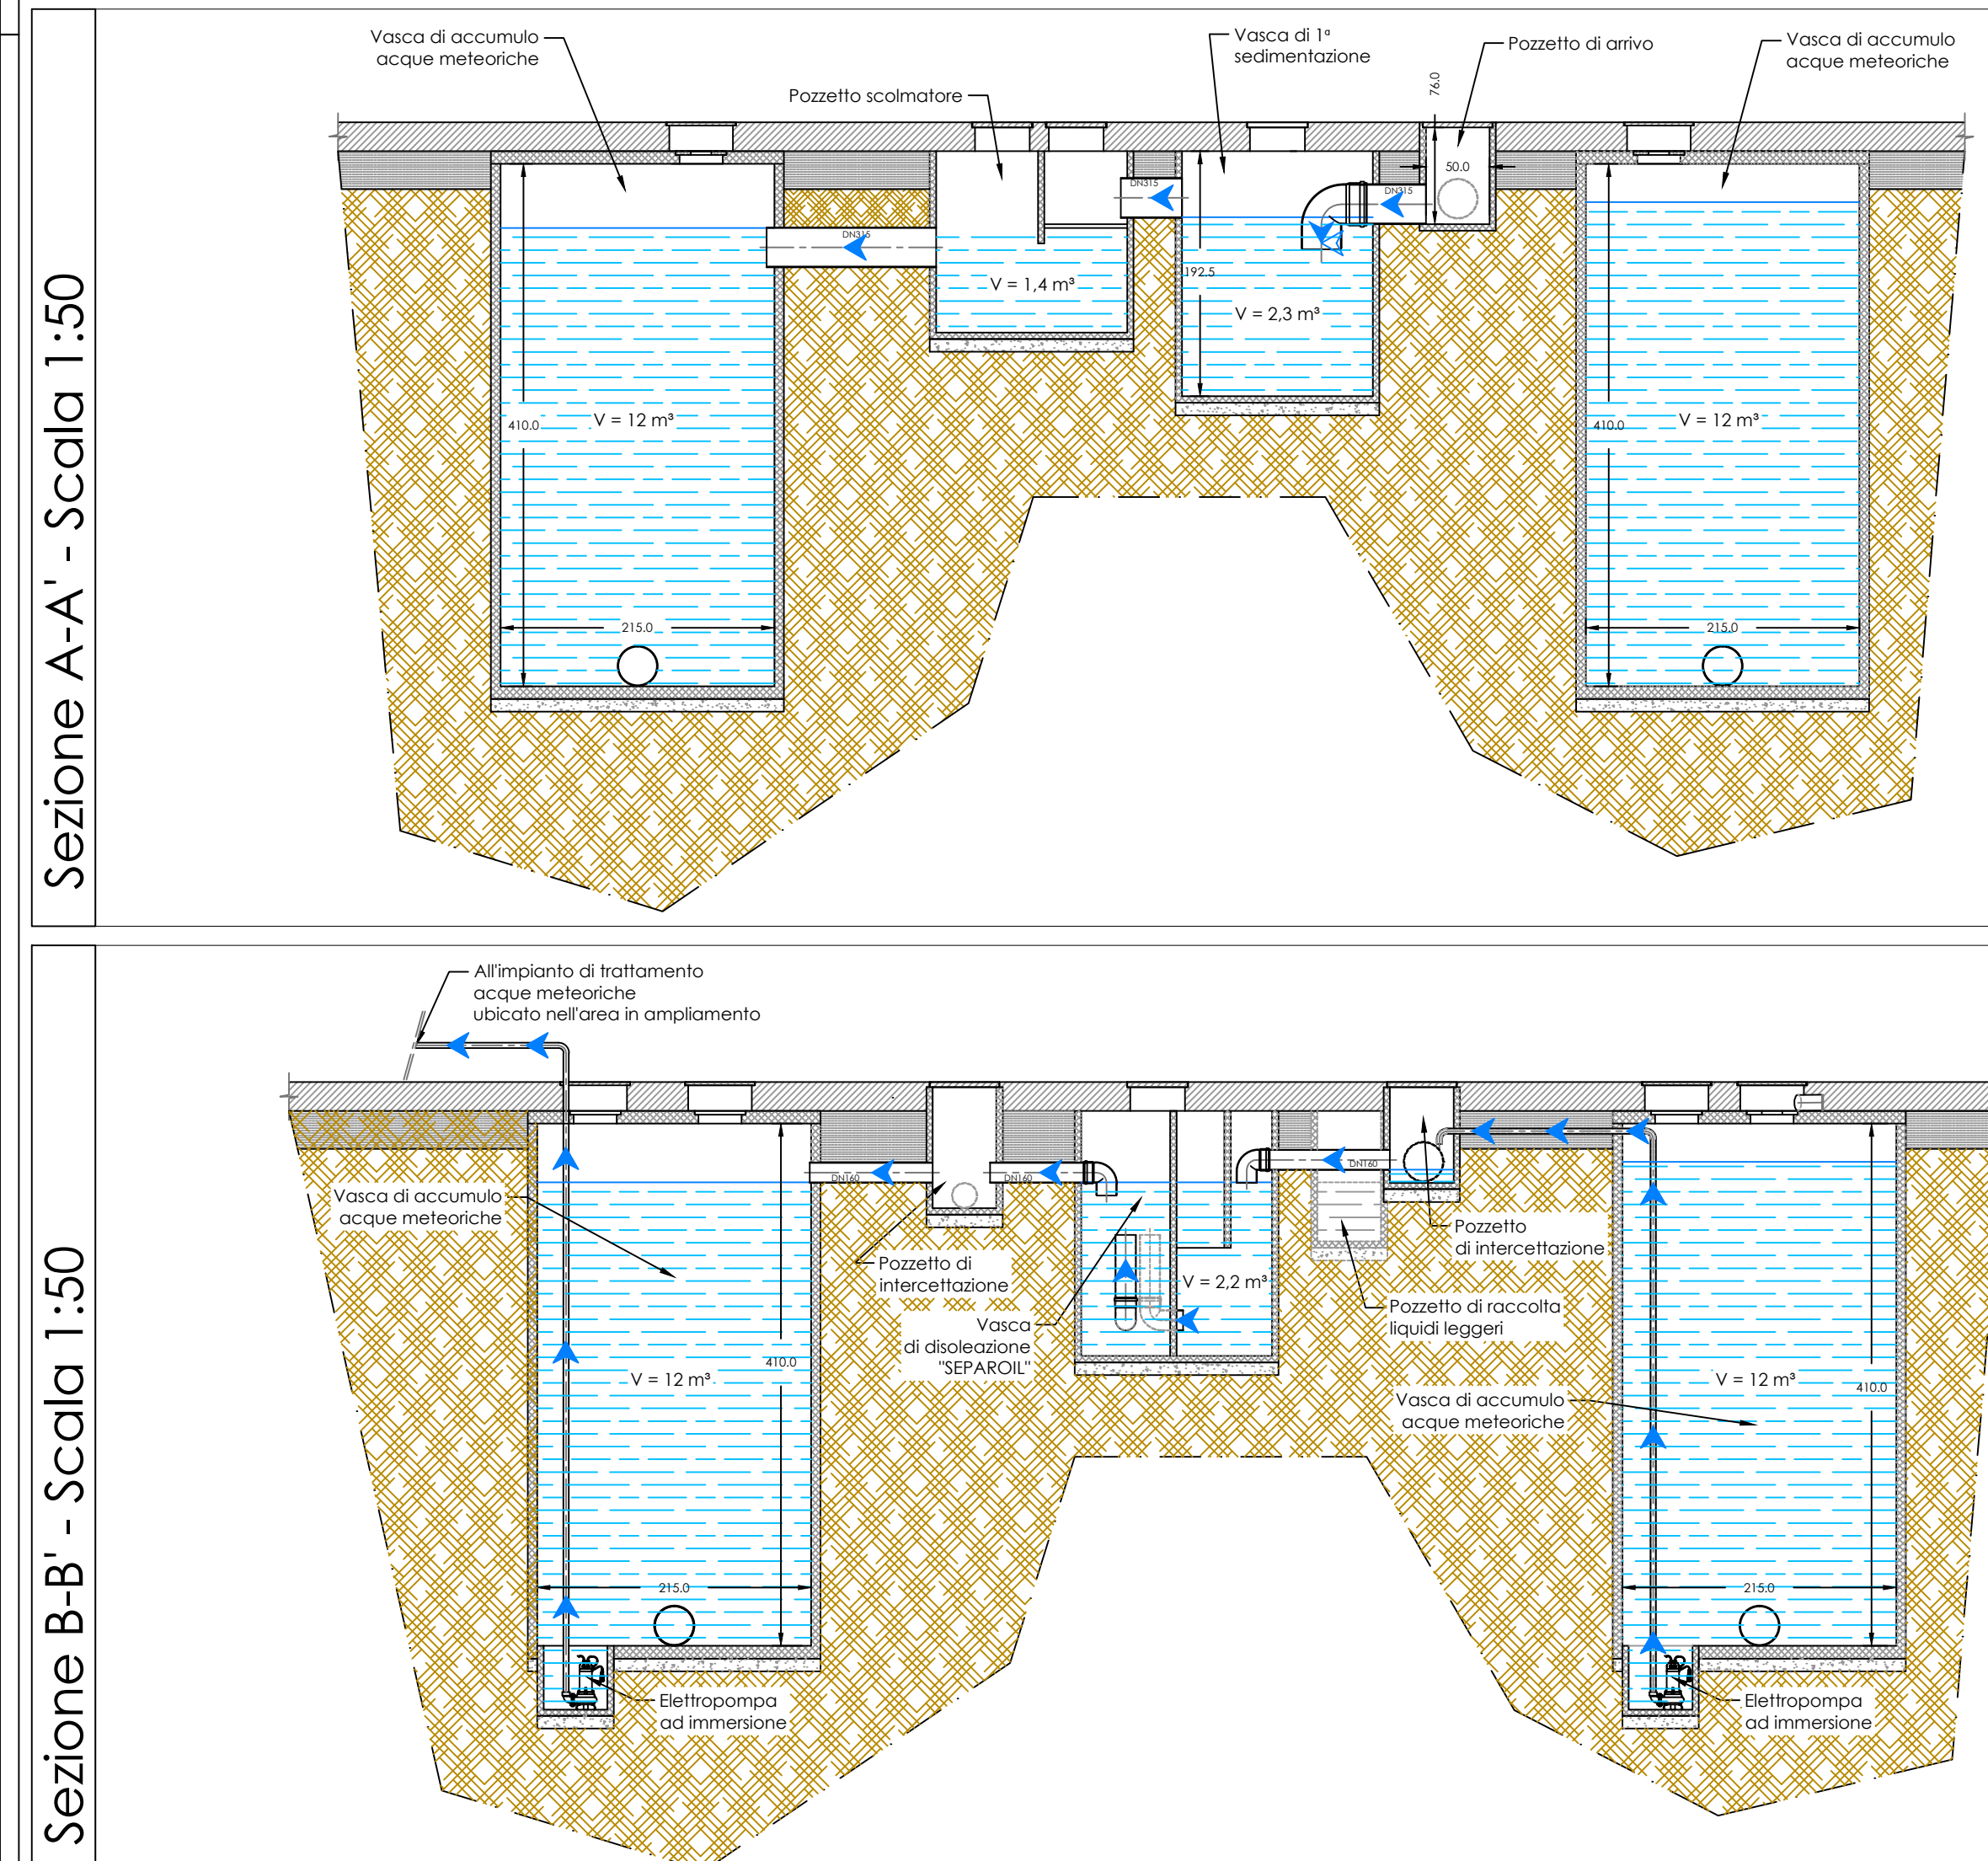 Sezione A-A' - Scala 1:50
Vasca di accumulo
acque meteoriche
Pozzetto scolmatore
Vasca di 1ª
sedimentazione
Pozzetto di arrivo
Vasca di accumulo
acque meteoriche
76.0
50.0
DN315
DN315
DN315
192.5
V = 1,4 m³
V = 2,3 m³
410.0
V = 12 m³
410.0
V = 12 m³
215.0
215.0
Sezione B-B' - Scala 1:50
All'impianto di trattamento
acque meteoriche
ubicato nell'area in ampliamento
Vasca di accumulo
acque meteoriche
DN160
DN160
DN160
Pozzetto di
intercettazione
Pozzetto
di intercettazione
V = 2,2 m³
Vasca
di disoleazione
"SEPAROIL"
Pozzetto di raccolta
liquidi leggeri
V = 12 m³
410.0
Vasca di accumulo
acque meteoriche
V = 12 m³
410.0
215.0
215.0
Elettropompa
ad immersione
Elettropompa
ad immersione